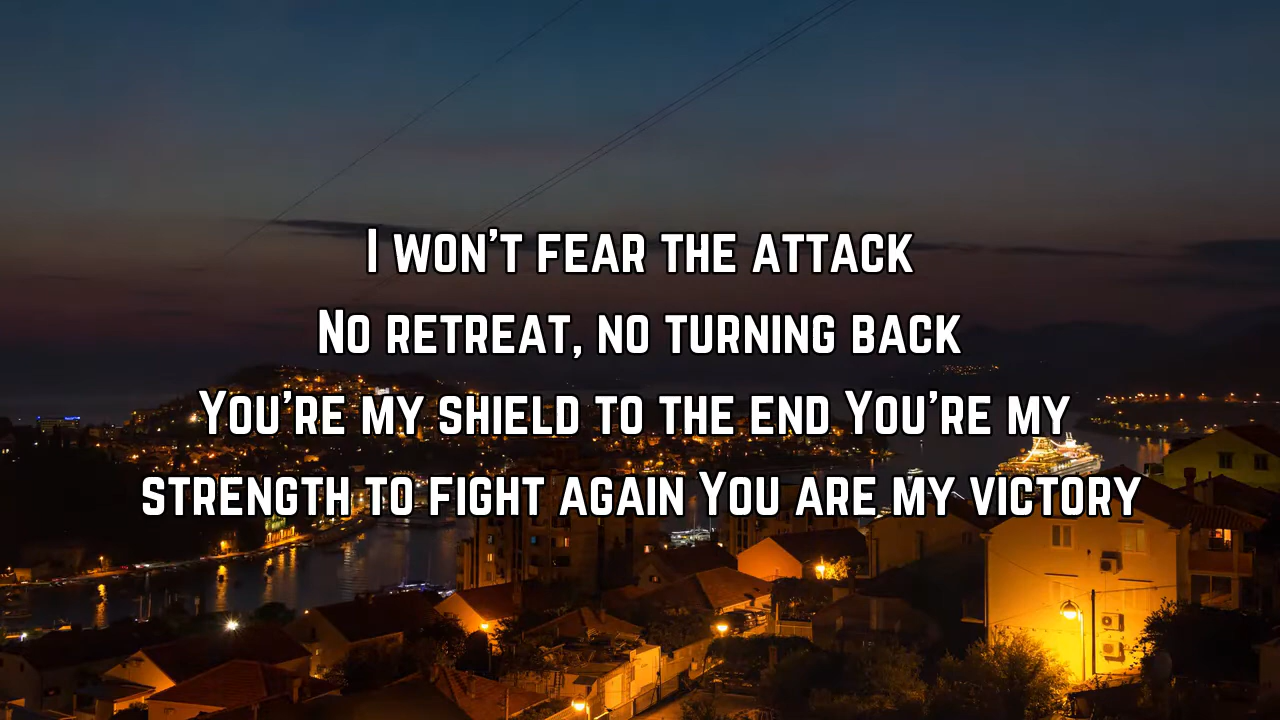 I won't fear the attack
No retreat, no turning back
You're my shield to the end You're my
strength to fight again You are my victory